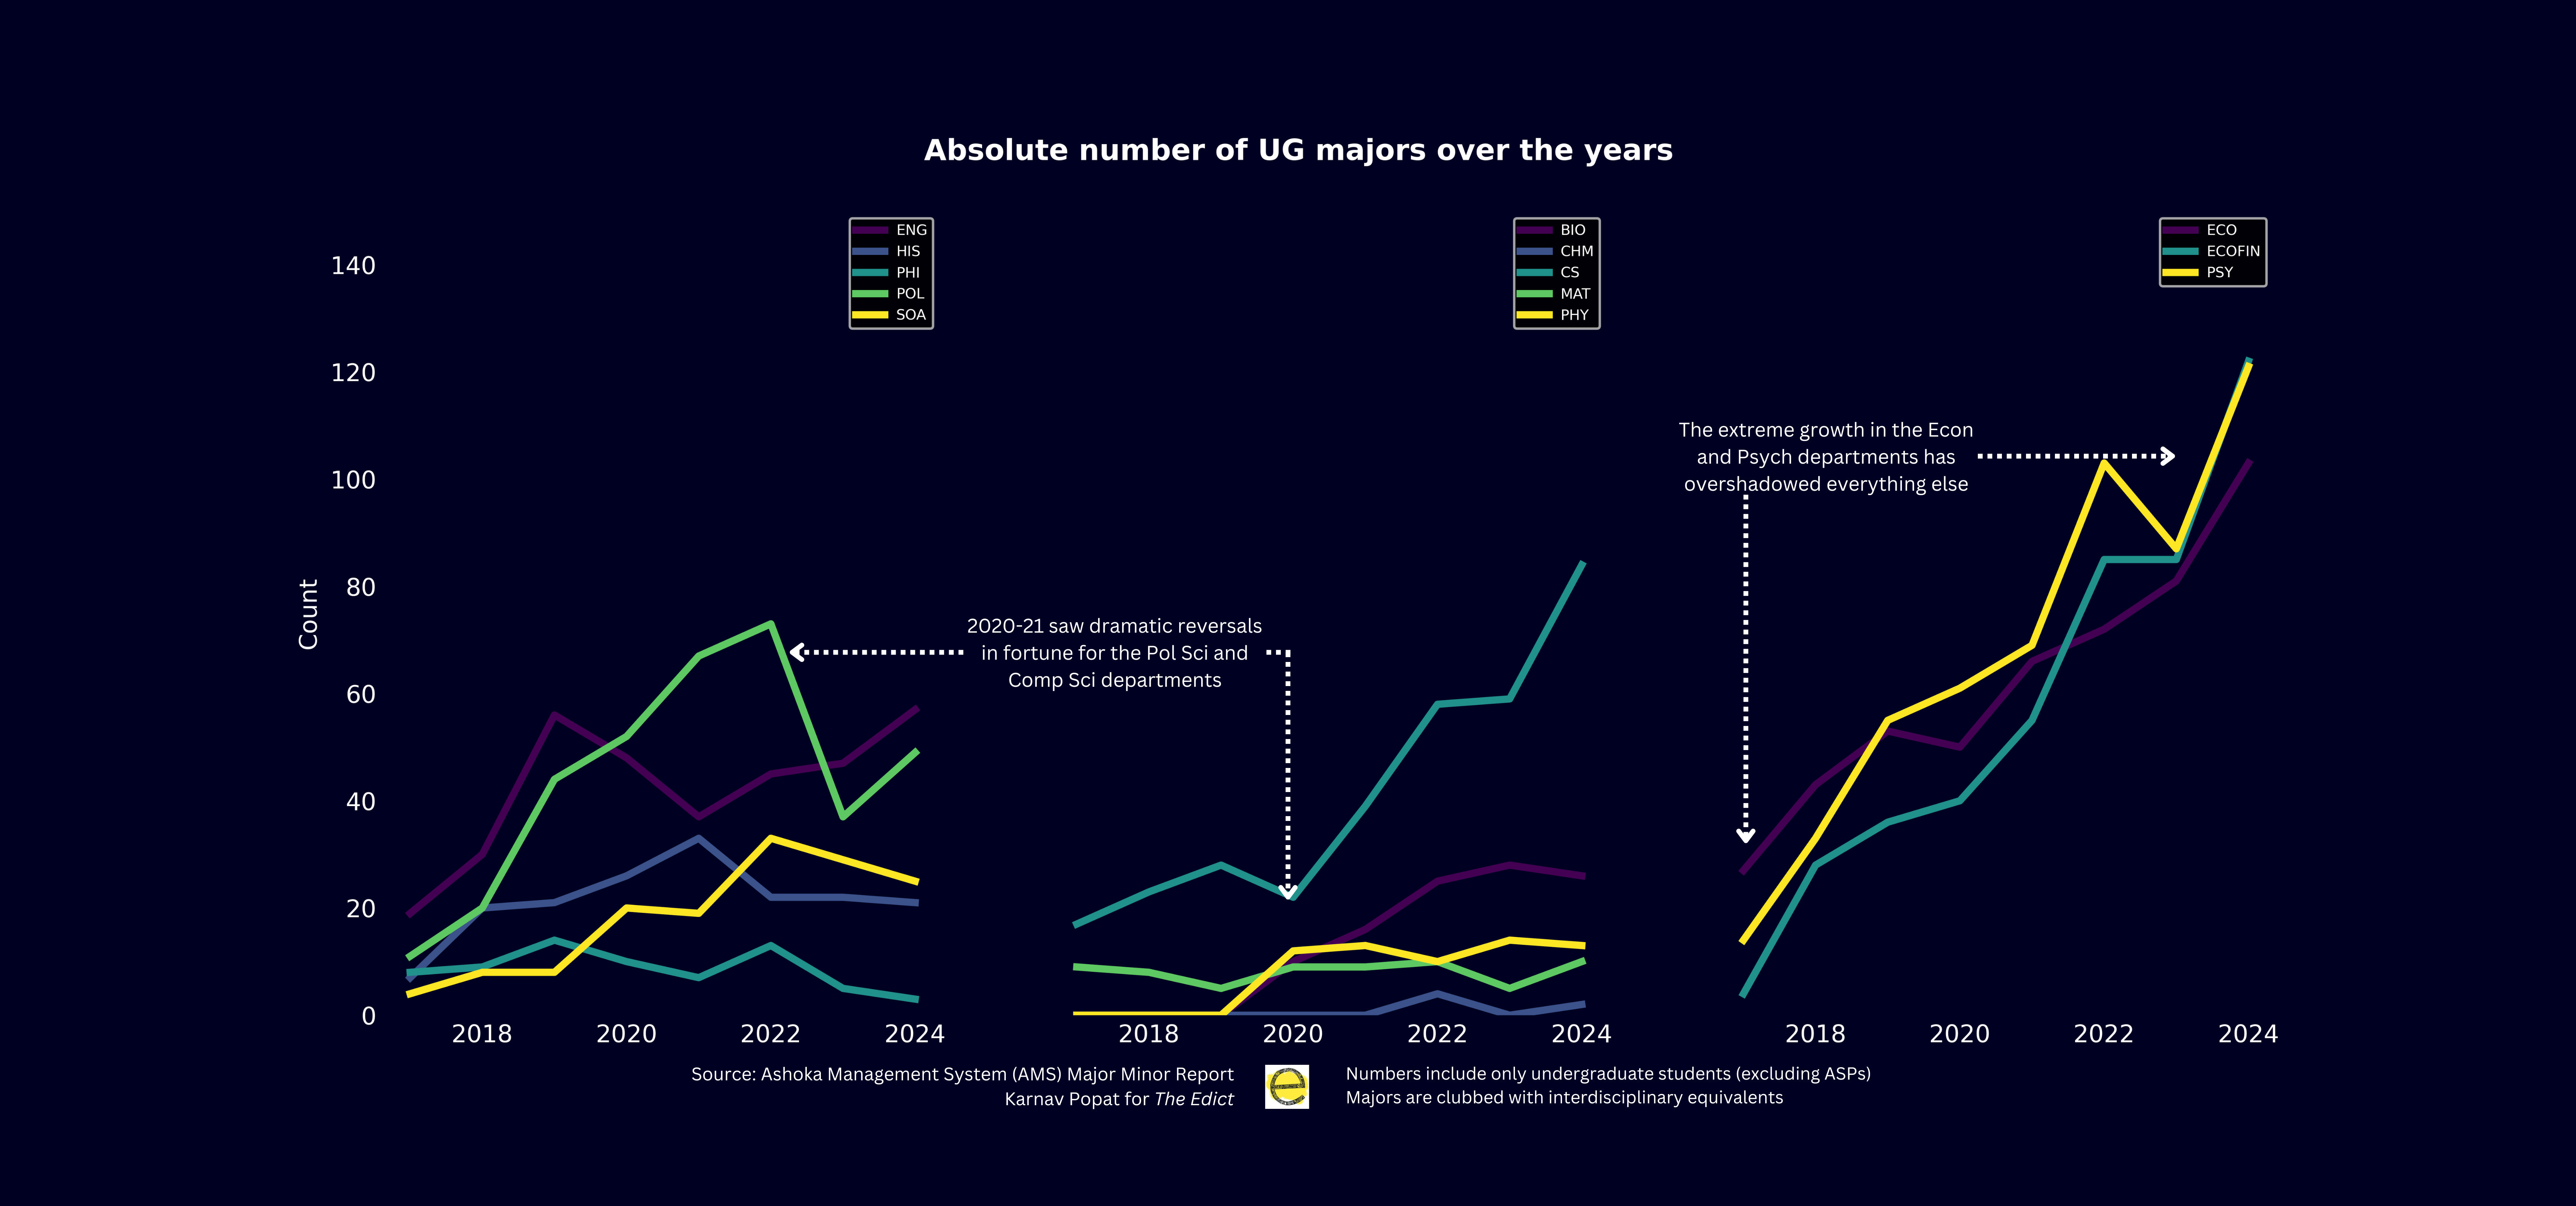 Absolute number of UG majors over the years
ENG
HIS
PHI
POL
SOA
BIO
CHM
CS
MAT
PHY
ECO
ECOFIN
PSY
140
120
100
80
60
40
20
0
Count
The extreme growth in the Econ
and Psych departments has
overshadowed everything else
2020-21 saw dramatic reversals
in fortune for the Pol Sci and
Comp Sci departments
2018 2020 2022 2024
2018 2020 2022 2024
2018 2020 2022 2024
Source: Ashoka Management System (AMS) Major Minor Report
Karnav Popat for The Edict
e
Numbers include only undergraduate students (excluding ASPs)
Majors are clubbed with interdisciplinary equivalents